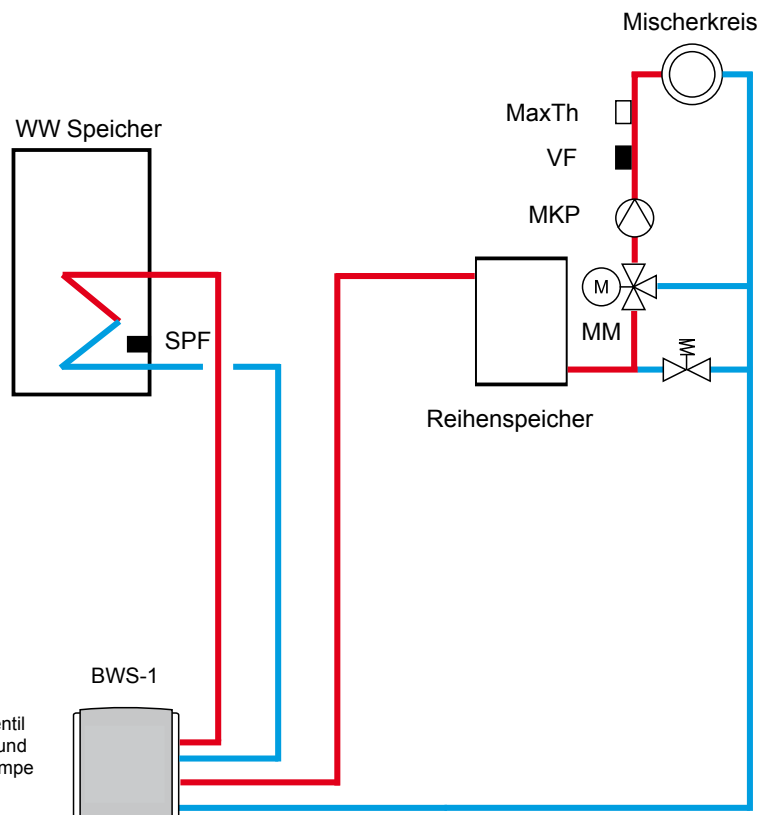 Mischerkreis
MaxTh
WW Speicher
VF
MKP
M
SPF
MM
Reihenspeicher
BWS-1
entil
und
mpe